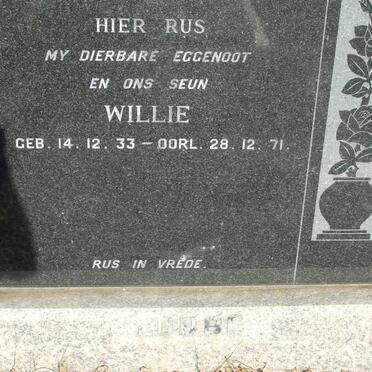 HIER RUS
MY DIERBARE EGGENOOT
EN ONS SEUN
WILLIE
GEB. 14. 12. 33 – OORL. 28. 12. 71.
RUS IN VREDE.